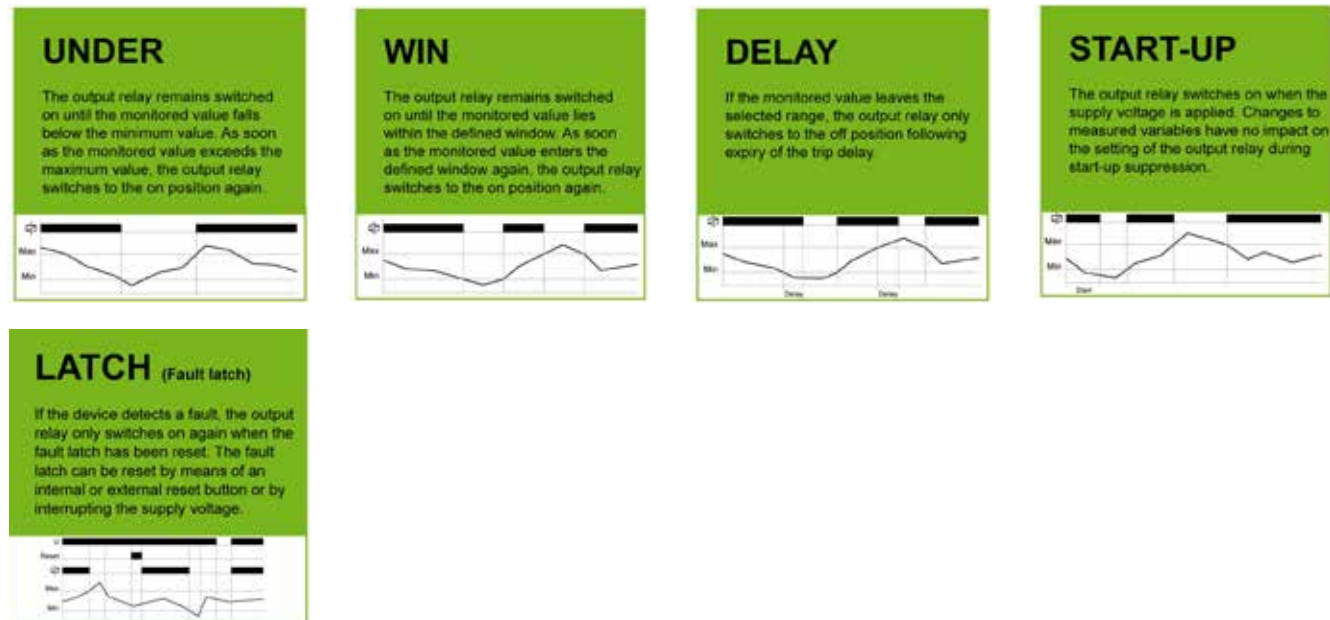 UNDER
The output relay remains switched
on until the monitored value falls
below the minimum value. As soon
as the monitored value exceeds the
maximum value, the output relay
switches to the on position again.
Max
Min
WIN
The output relay remains switched
on until the monitored value lies
within the defined window. As soon
as the monitored value enters the
defined window again, the output relay
switches to the on position again.
Max
Min
DELAY
If the monitored value leaves the
selected range, the output relay only
switches to the off position following
expiry of the trip delay.
Max
Min
Delay Delay
START-UP
The output relay switches on when the
supply voltage is applied. Changes to
measured variables have no impact on
the setting of the output relay during
start-up suppression.
Max
Min
Start
LATCH (Fault latch)
If the device detects a fault, the output
relay only switches on again when the
fault latch has been reset. The fault
latch can be reset by means of an
internal or external reset button or by
interrupting the supply voltage.
U
Reset
Max
Min